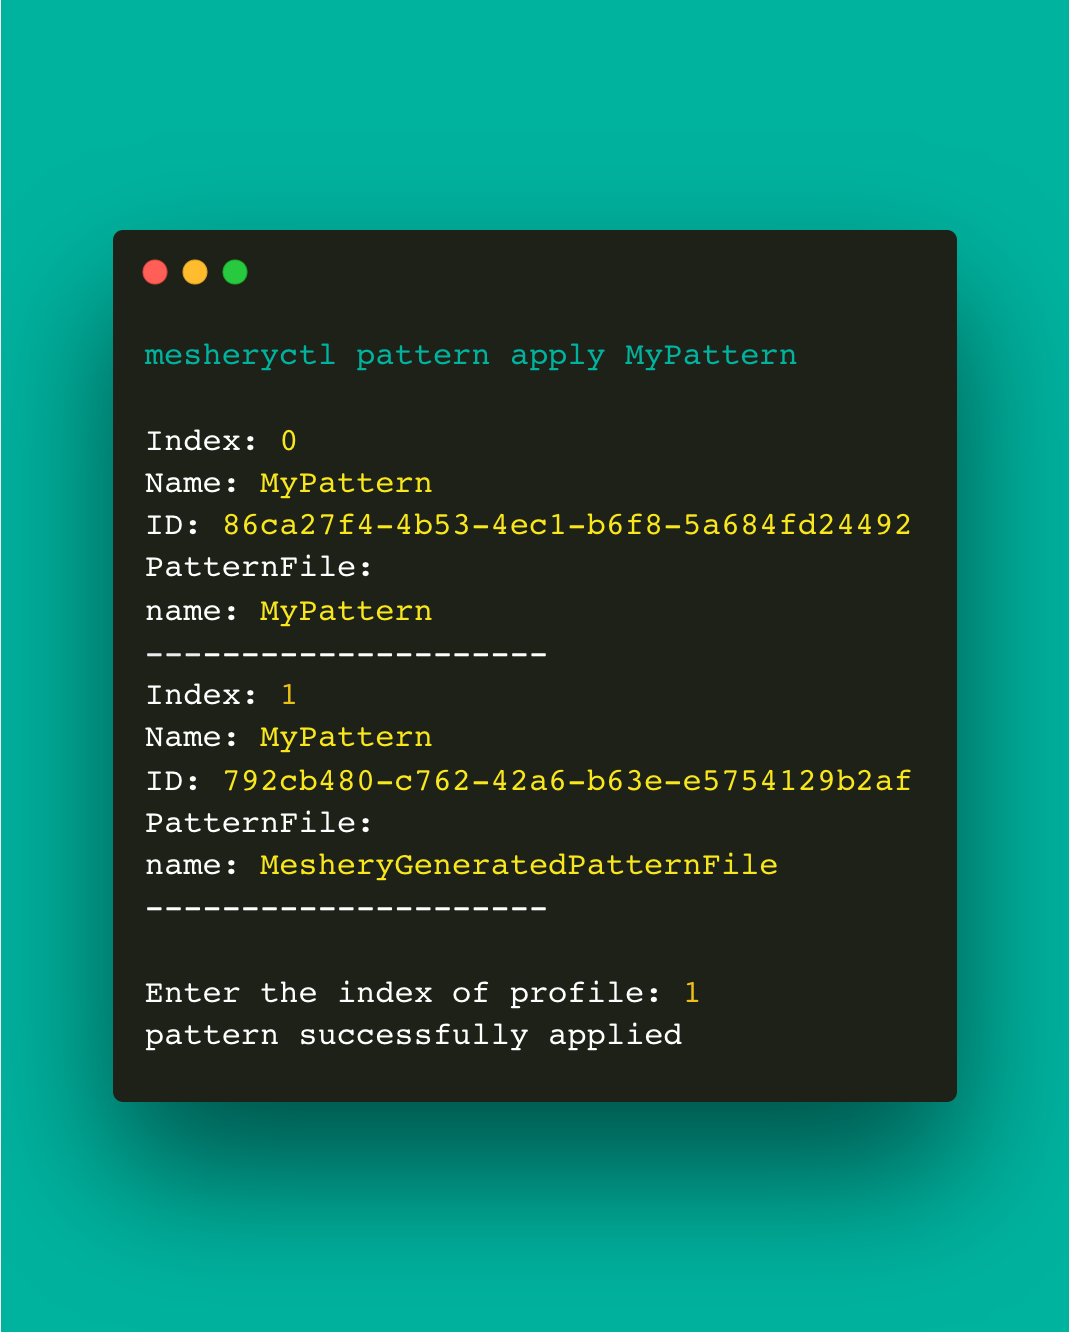 mesheryctl pattern apply MyPattern
Index: 0
Name: MyPattern
ID: 86ca27f4-4b53-4ec1-b6f8-5a684fd24492
PatternFile:
name: MyPattern
---------------------
Index: 1
Name: MyPattern
ID: 792cb480-c762-42a6-b63e-e5754129b2af
PatternFile:
name: MesheryGeneratedPatternFile
---------------------
Enter the index of profile: 1
pattern successfully applied